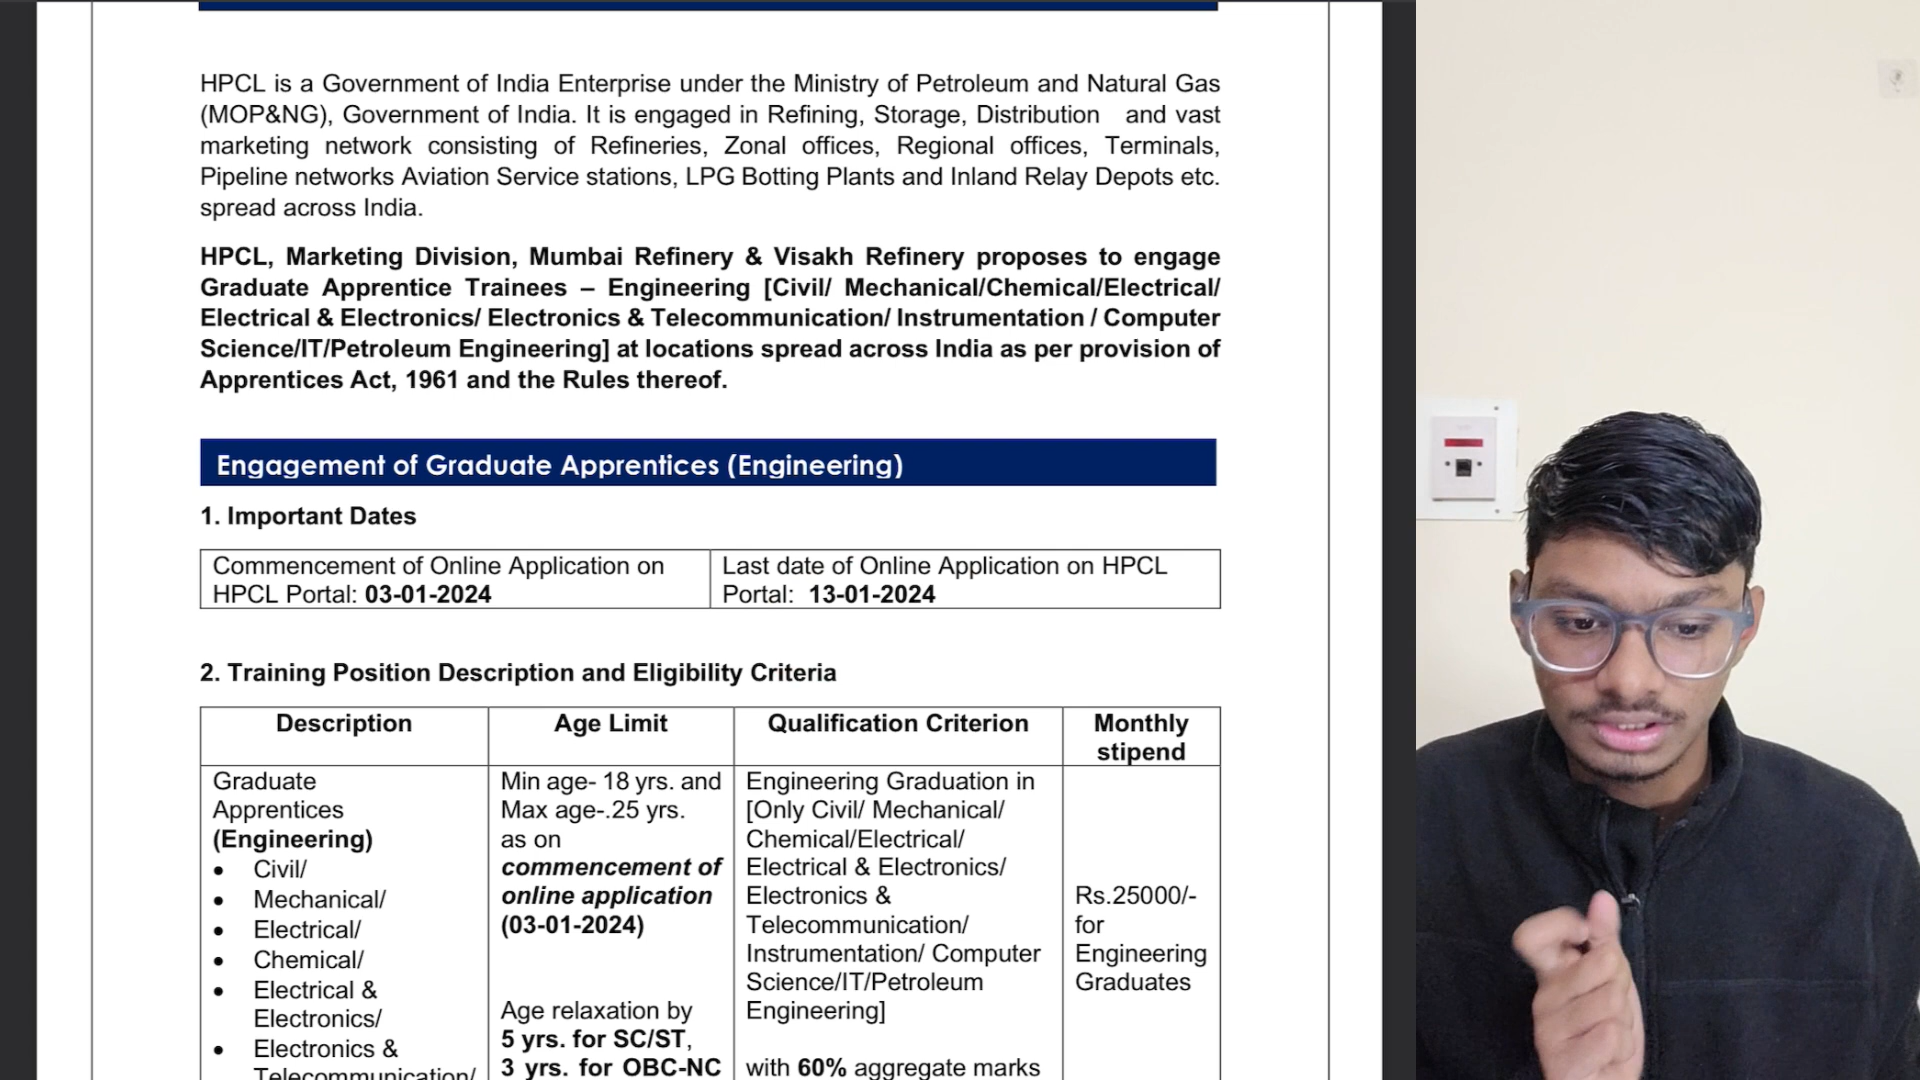 HPCL is a Government of India Enterprise under the Ministry of Petroleum and Natural Gas
(MOP&NG), Government of India. It is engaged in Refining, Storage, Distribution and vast
marketing network consisting of Refineries, Zonal offices, Regional offices, Terminals,
Pipeline networks Aviation Service stations, LPG Botting Plants and Inland Relay Depots etc.
spread across India.
HPCL, Marketing Division, Mumbai Refinery & Visakh Refinery proposes to engage
Graduate Apprentice Trainees – Engineering [Civil/ Mechanical/Chemical/Electrical/
Electrical & Electronics/ Electronics & Telecommunication/ Instrumentation / Computer
Science/IT/Petroleum Engineering] at locations spread across India as per provision of
Apprentices Act, 1961 and the Rules thereof.
Engagement of Graduate Apprentices (Engineering)
1. Important Dates
Commencement of Online Application on
HPCL Portal: 03-01-2024
Last date of Online Application on HPCL
Portal: 13-01-2024
2. Training Position Description and Eligibility Criteria
Description
Age Limit
Qualification Criterion
Monthly
stipend
Graduate
Apprentices
(Engineering)
• Civil/
• Mechanical/
• Electrical/
• Chemical/
• Electrical &
Electronics/
• Electronics &
Telecommunication/
Min age- 18 yrs. and
Max age-.25 yrs.
as on
commencement of
online application
(03-01-2024)
Age relaxation by
5 yrs. for SC/ST,
3 yrs. for OBC-NC
Engineering Graduation in
[Only Civil/ Mechanical/
Chemical/Electrical/
Electrical & Electronics/
Electronics &
Telecommunication/
Instrumentation/ Computer
Science/IT/Petroleum
Engineering]
with 60% aggregate marks
Rs.25000/-
for
Engineering
Graduates